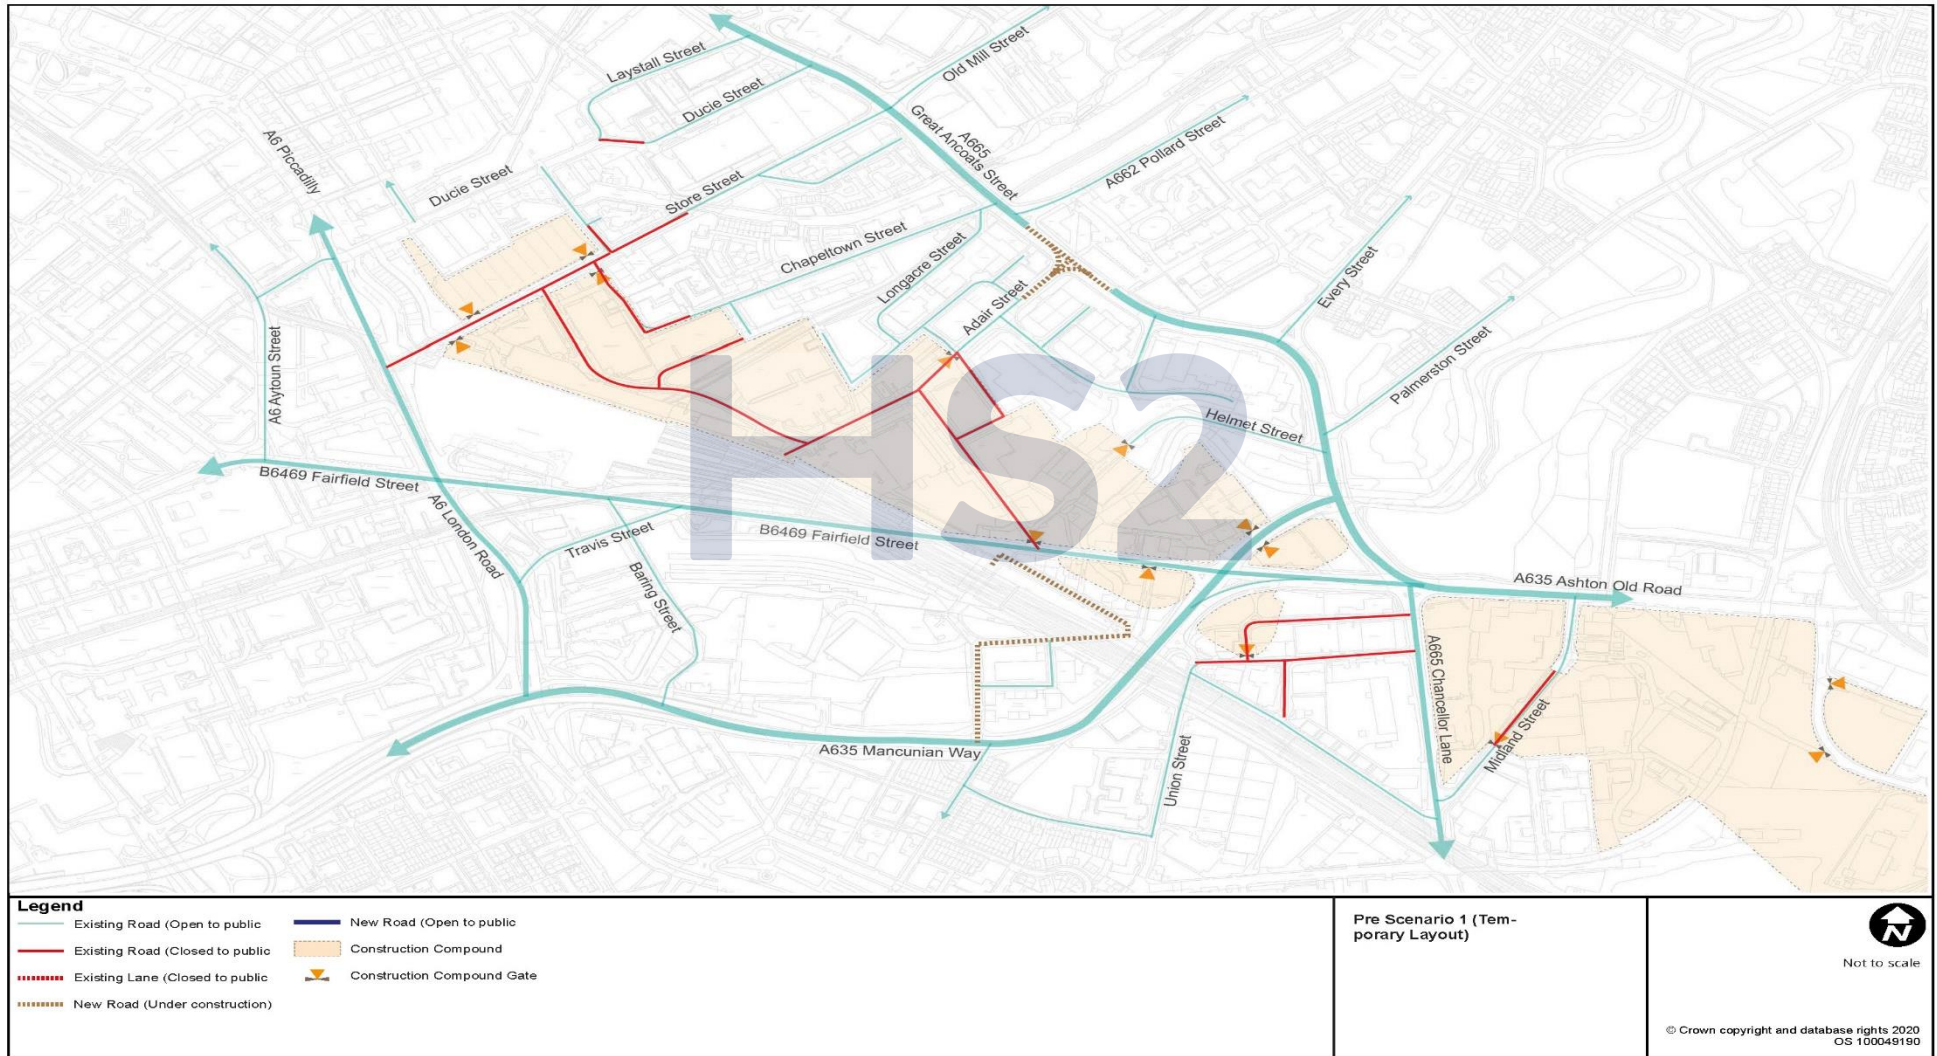 Laystall Street
Old Mill Street
Ducie Street
A6 Piccadilly
A665
Great Ancoats Street
A662 Pollard Street
Ducie Street
Store Street
Chapeltown Street
Longacre Street
Adair Street
Every Street
Palmerston Street
A6 Aytoun Street
Helmet Street
HS2
B6469 Fairfield Street
A6 London Road
B6469 Fairfield Street
Travis Street
Baring Street
A635 Ashton Old Road
A665 Chancellor Lane
Midland Street
A635 Mancunian Way
Union Street
Legend
Existing Road (Open to public
Existing Road (Closed to public
Existing Lane (Closed to public
New Road (Under construction)
New Road (Open to public
Construction Compound
Construction Compound Gate
Pre Scenario 1 (Tem-
porary Layout)
N
Not to scale
© Crown copyright and database rights 2020
OS 100049190